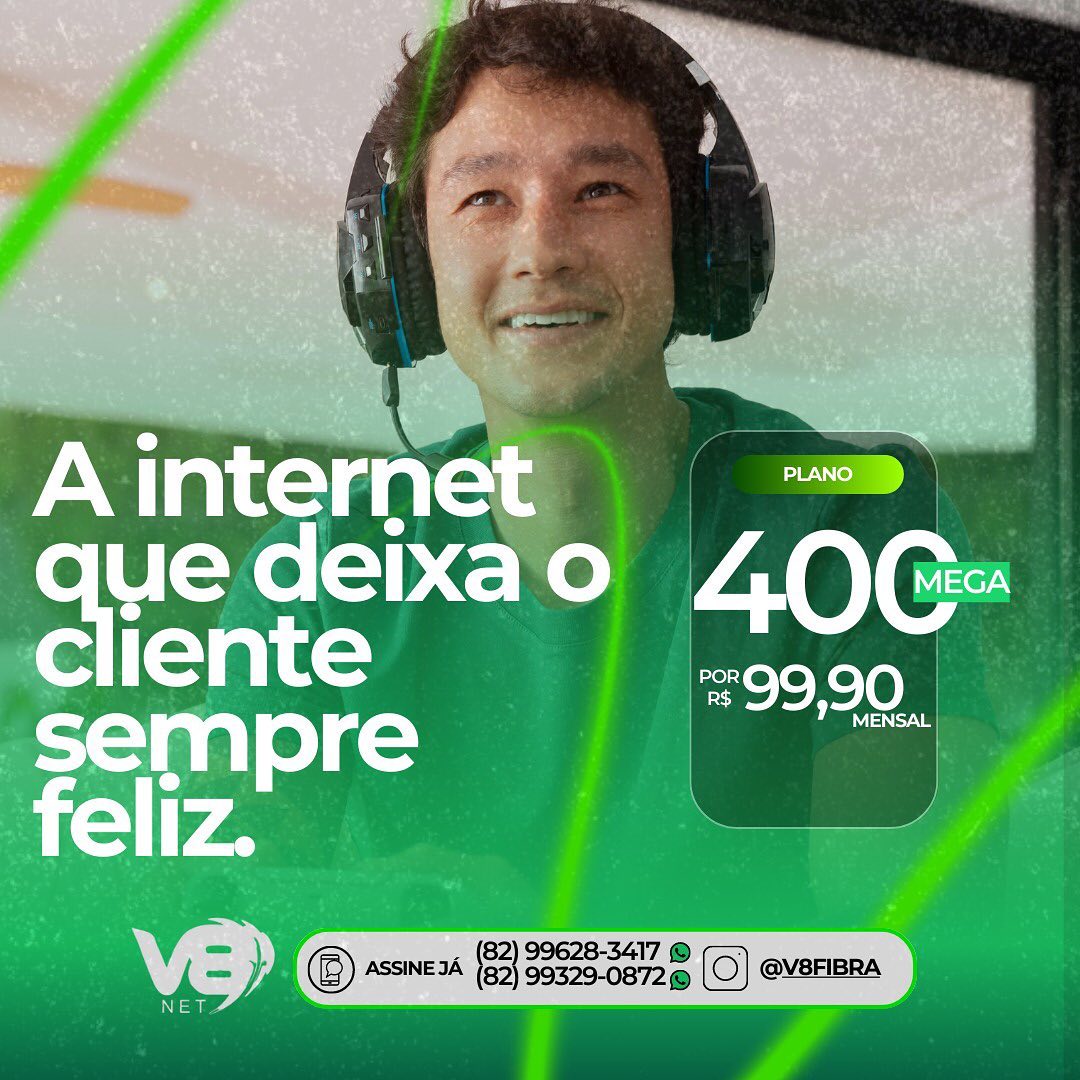 A internet
que deixa o
cliente
sempre
feliz.
PLANO
400 MEGA
POR R$ 99,90
MENSAL
V8
NET
ASSINE JÁ
(82) 99628-3417
(82) 99329-0872
@V8FIBRA